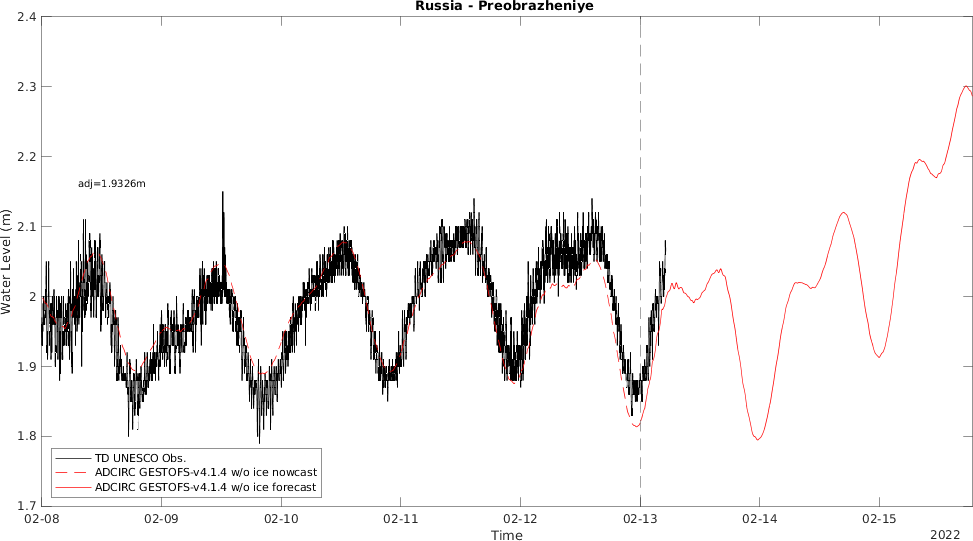 Russia - Preobrazheniye
2.4
2.3
2.2
2.1
2
1.9
1.8
1.7
Water Level (m)
adj=1.9326m
TD UNESCO Obs.
ADCIRC GESTOFS-v4.1.4 w/o ice nowcast
ADCIRC GESTOFS-v4.1.4 w/o ice forecast
02-08 02-09 02-10 02-11 02-12 02-13 02-14 02-15
Time
2022